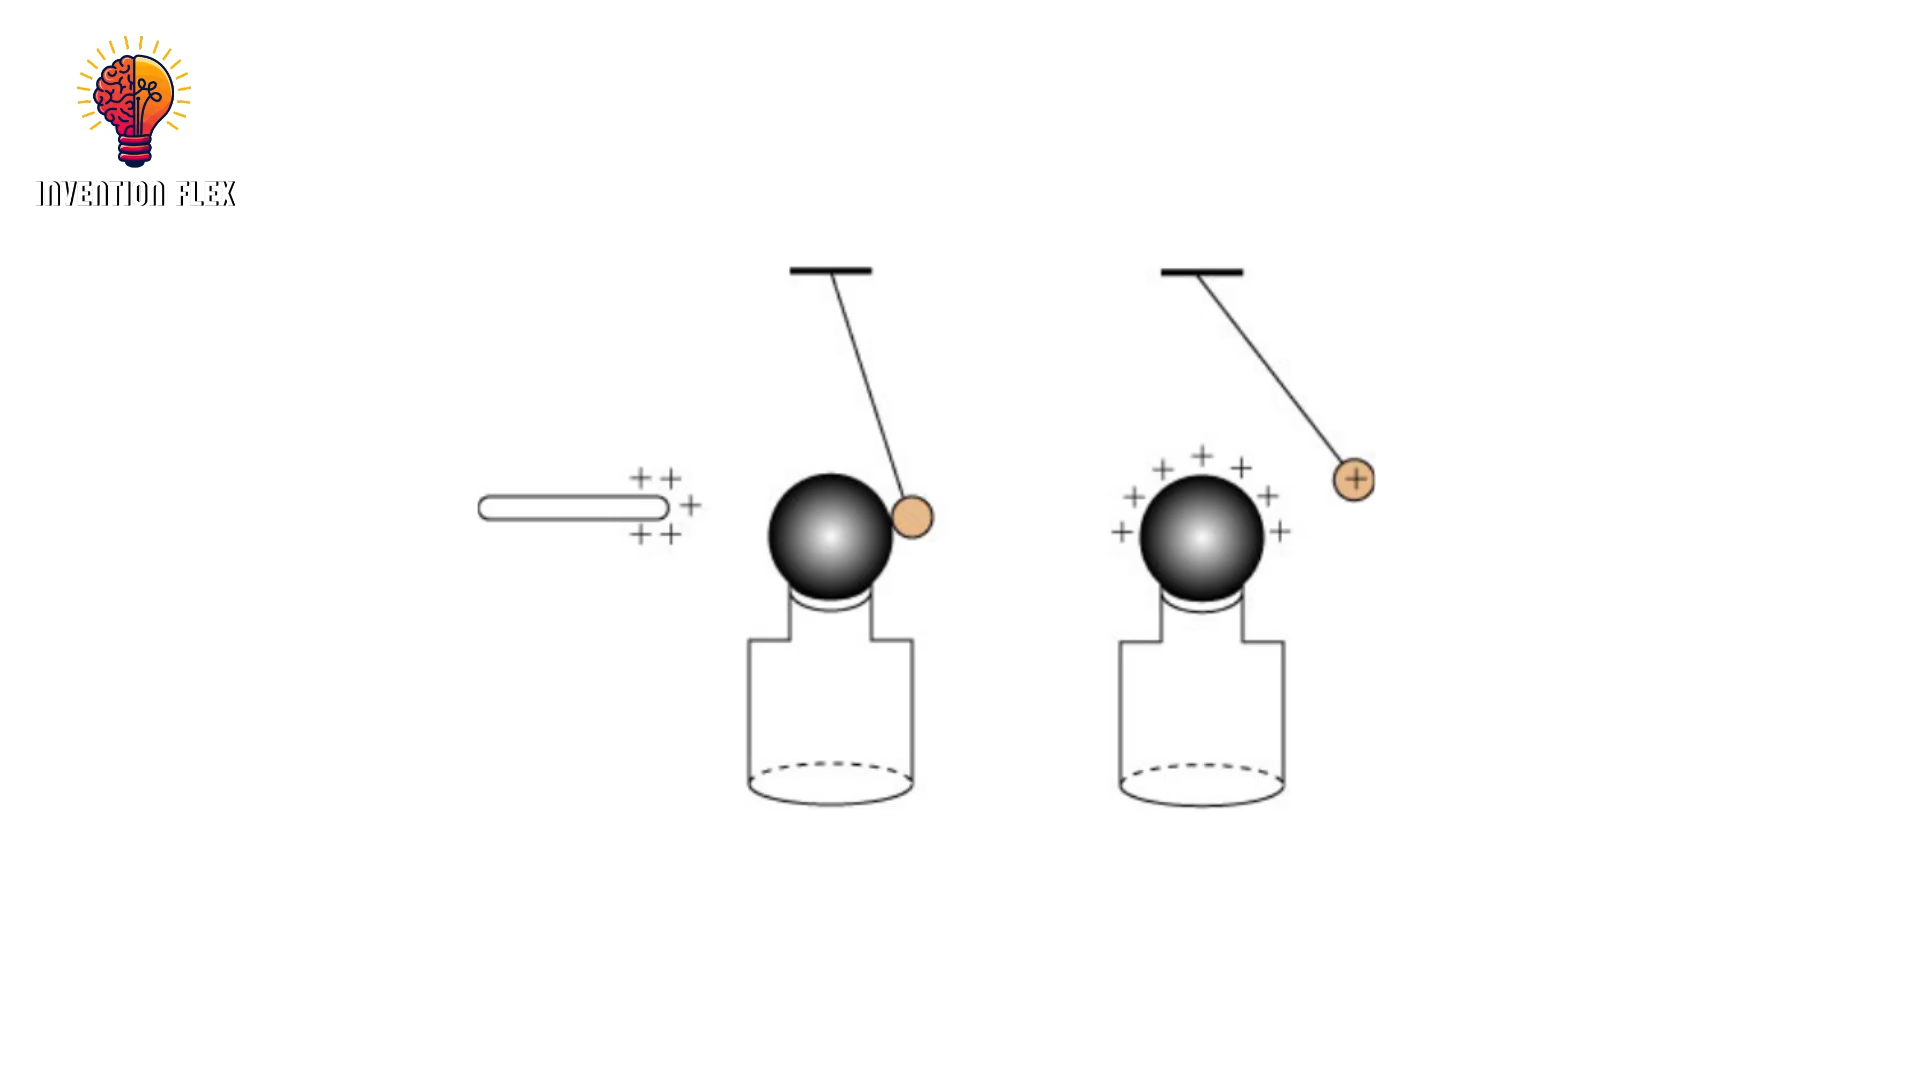 INVENTION FLEX
++
+
++
+ + + + + + +
+